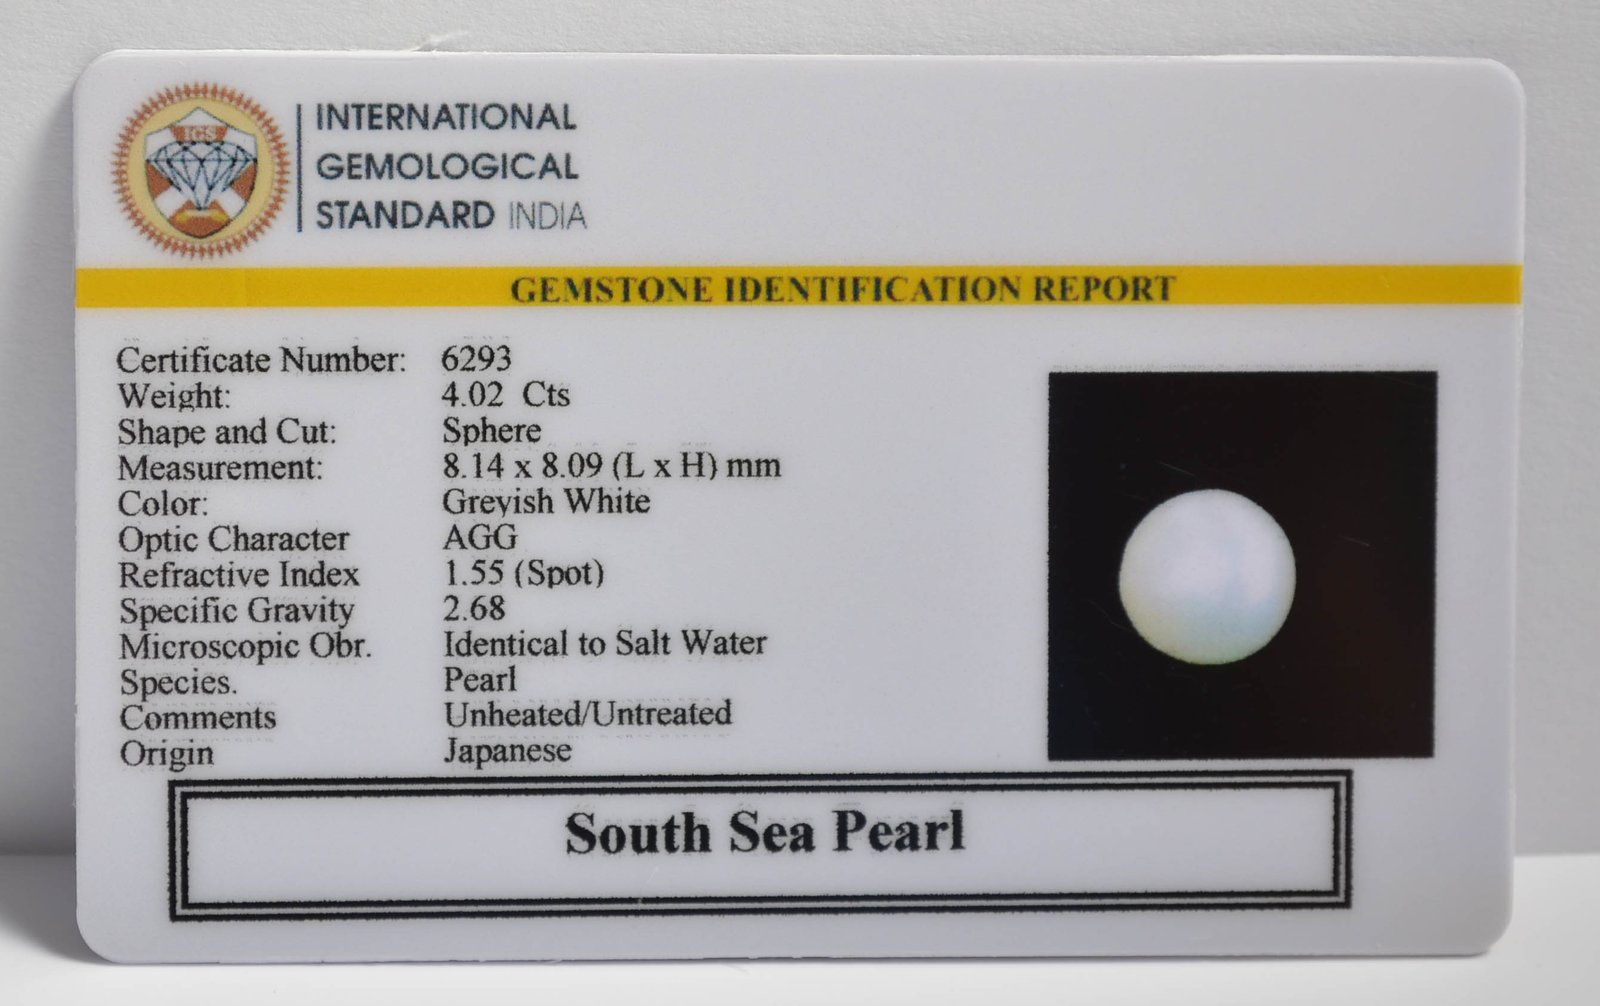 IGS
INTERNATIONAL
GEMOLOGICAL
STANDARD INDIA
GEMSTONE IDENTIFICATION REPORT
Certificate Number: 6293
Weight: 4.02 Cts
Shape and Cut: Sphere
Measurement: 8.14 x 8.09 (L x H) mm
Color: Greyish White
Optic Character AGG
Refractive Index 1.55 (Spot)
Specific Gravity 2.68
Microscopic Obr. Identical to Salt Water
Species. Pearl
Comments Unheated/Untreated
Origin Japanese
South Sea Pearl